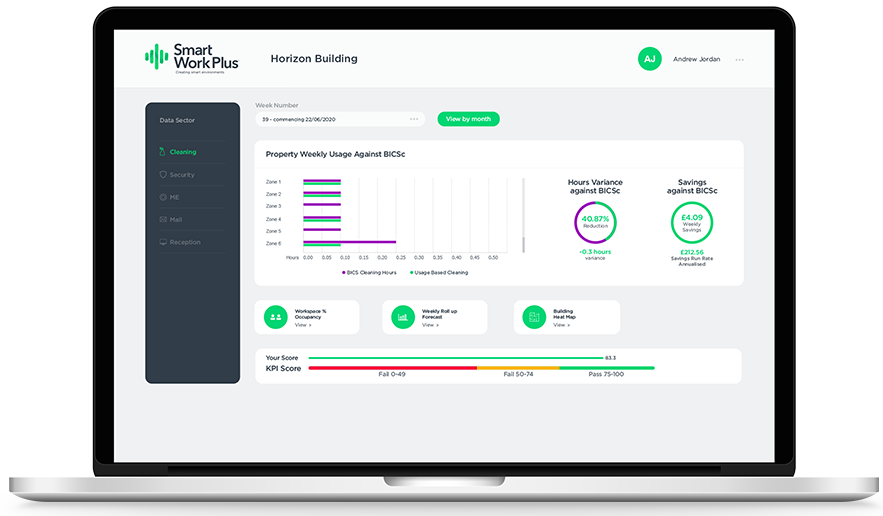 Smart
Work Plus
Creating smart environments
Horizon Building
AJ
Andrew Jordan
Data Sector
Cleaning
Security
ME
Mail
Reception
Week Number
39 - commencing 22/06/2020
View by month
Property Weekly Usage Against BICSc
Zone 1
Zone 2
Zone 3
Zone 4
Zone 5
Zone 6
Hours 0.00 0.05 0.10 0.15 0.20 0.25 0.30 0.35 0.40 0.45 0.50
BICS Cleaning Hours
Usage Based Cleaning
Hours Variance
against BICSc
40.87%
Reduction
-0.3 hours
variance
Savings
against BICSc
£4.09
Weekly
Savings
£212.56
Savings Run Rate
Annualised
Workspace %
Occupancy
View >
Weekly Roll up
Forecast
View >
Building
Heat Map
View >
Your Score 83.3
KPI Score
Fail 0-49 Fail 50-74 Pass 75-100